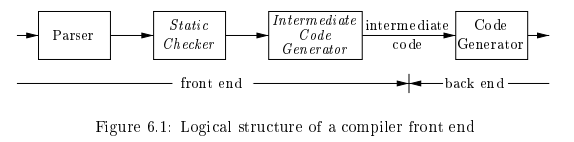 Parser
Static
Checker
Intermediate
Code
Generator
intermediate
code
Code
Generator
front end
back end
Figure 6.1: Logical structure of a compiler front end